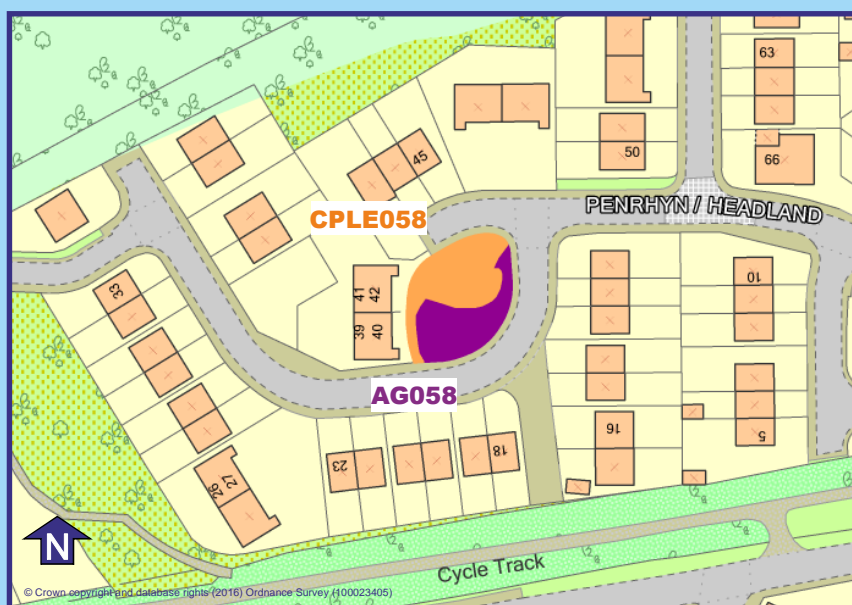 63
45
50
66
CPLE058
PENRHYN / HEADLAND
41
42
10
33
39
40
AG058
16
5
18
23
27
26
N
Cycle Track
© Crown copyright and database rights (2016) Ordnance Survey (100023405)